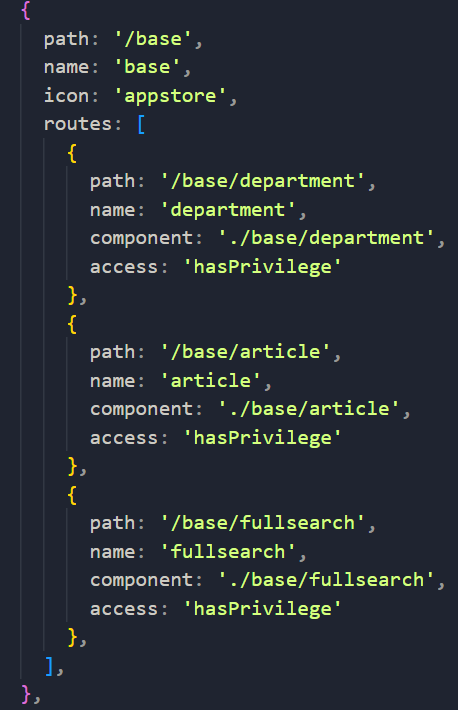 {
  path: '/base',
  name: 'base',
  icon: 'appstore',
  routes: [
    {
      path: '/base/department',
      name: 'department',
      component: './base/department',
      access: 'hasPrivilege'
    },
    {
      path: '/base/article',
      name: 'article',
      component: './base/article',
      access: 'hasPrivilege'
    },
    {
      path: '/base/fullsearch',
      name: 'fullsearch',
      component: './base/fullsearch',
      access: 'hasPrivilege'
    },
  ],
},